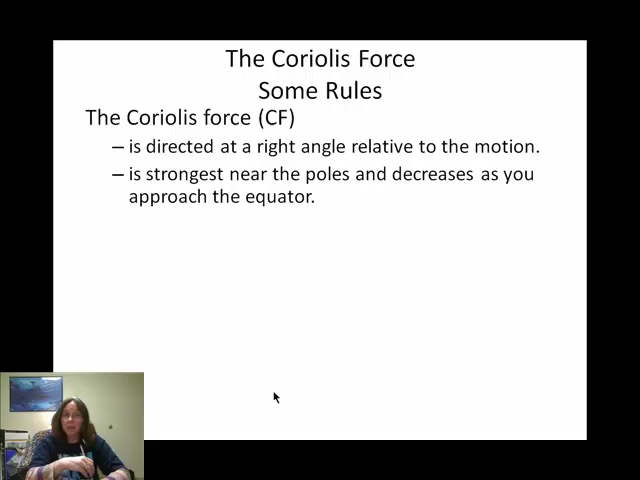 The Coriolis Force
Some Rules
The Coriolis force (CF)
– is directed at a right angle relative to the motion.
– is strongest near the poles and decreases as you
approach the equator.